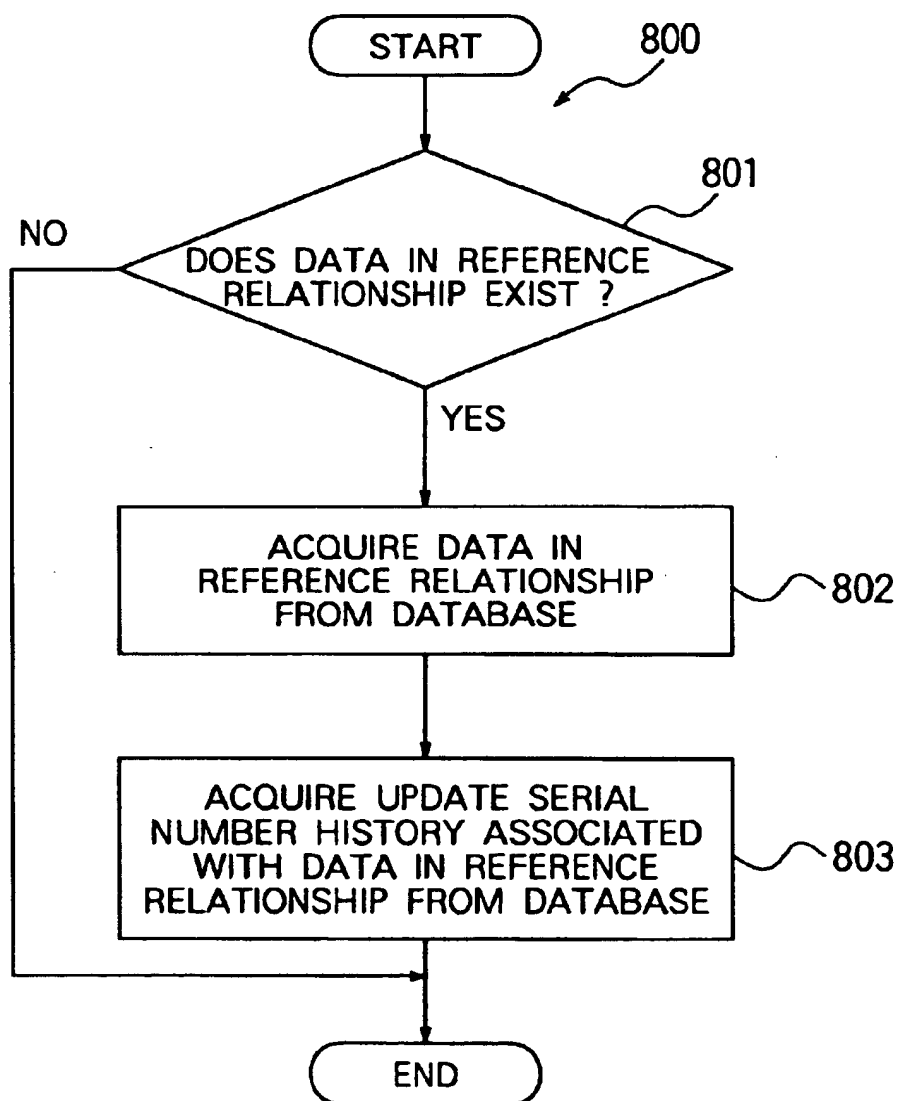 START
800
801
NO
DOES DATA IN REFERENCE
RELATIONSHIP EXIST ?
YES
ACQUIRE DATA IN
REFERENCE RELATIONSHIP
FROM DATABASE
802
ACQUIRE UPDATE SERIAL
NUMBER HISTORY ASSOCIATED
WITH DATA IN REFERENCE
RELATIONSHIP FROM DATABASE
803
END